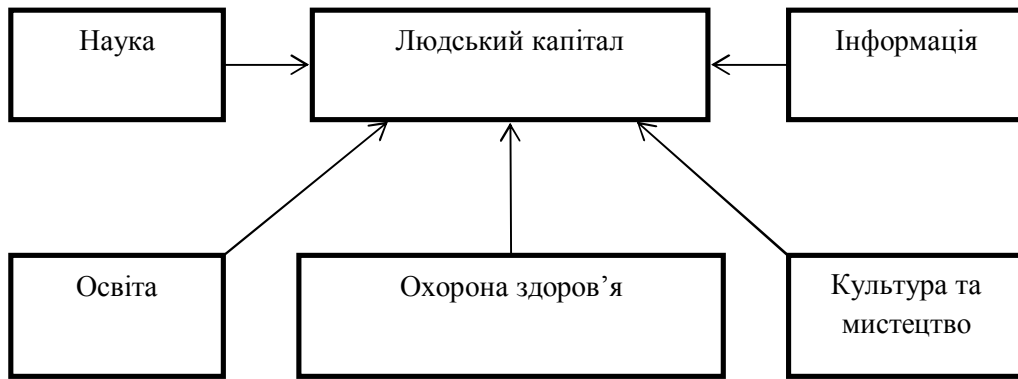 Наука
Людський капітал
Інформація
Освіта
Охорона здоров’я
Культура та
мистецтво